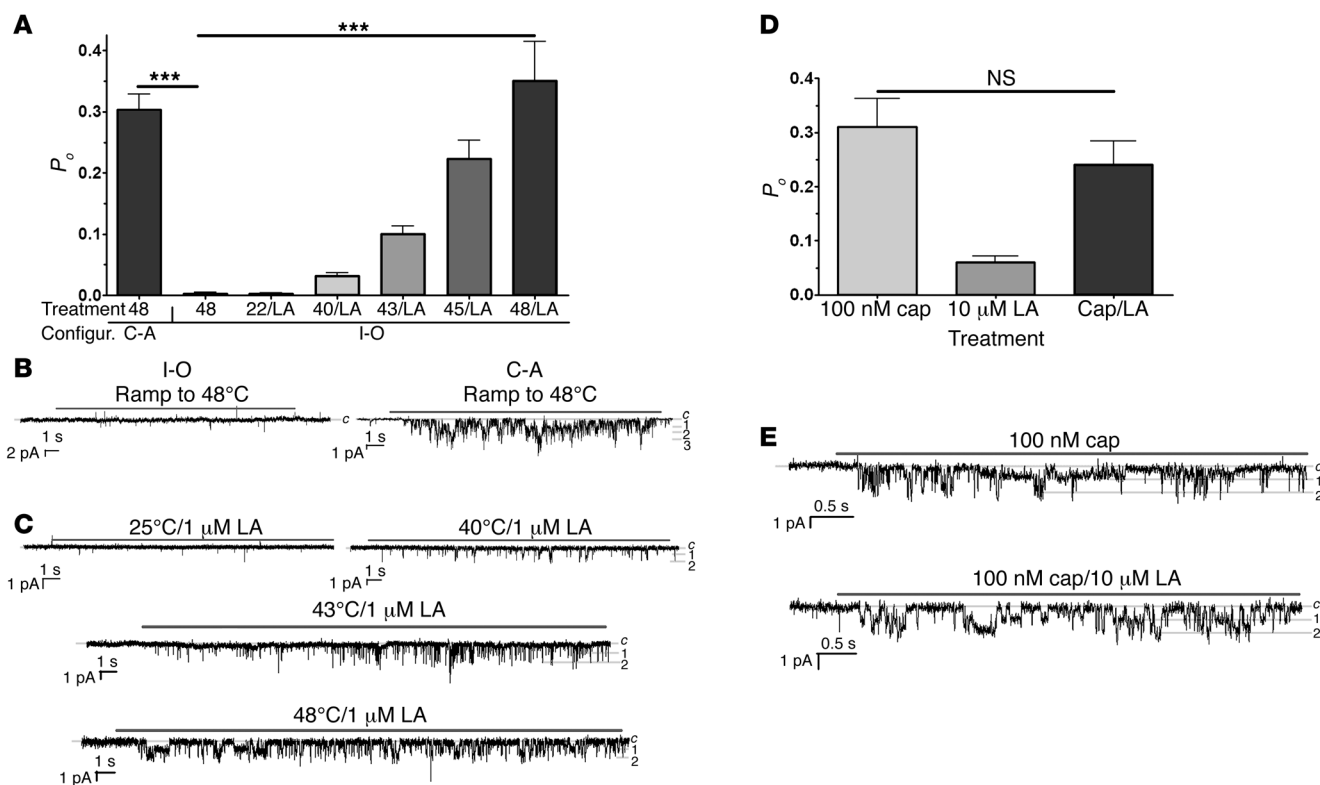 A
***
***
0.4
0.3
0.2
0.1
0.0
Po
Treatment 48 48 22/LA 40/LA 43/LA 45/LA 48/LA
Configur. C-A I-O
B
I-O
Ramp to 48°C
c
1 s
2 pA
C-A
Ramp to 48°C
c
1
2
3
1 s
1 pA
C
25°C/1 μM LA
1 s
1 pA
40°C/1 μM LA
c
1
2
1 s
1 pA
43°C/1 μM LA
c
1
2
1 s
1 pA
48°C/1 μM LA
c
1
2
1 s
1 pA
D
NS
0.4
0.3
0.2
0.1
0.0
Po
100 nM cap 10 μM LA Cap/LA
Treatment
E
100 nM cap
c
1
2
0.5 s
1 pA
100 nM cap/10 μM LA
c
1
2
0.5 s
1 pA